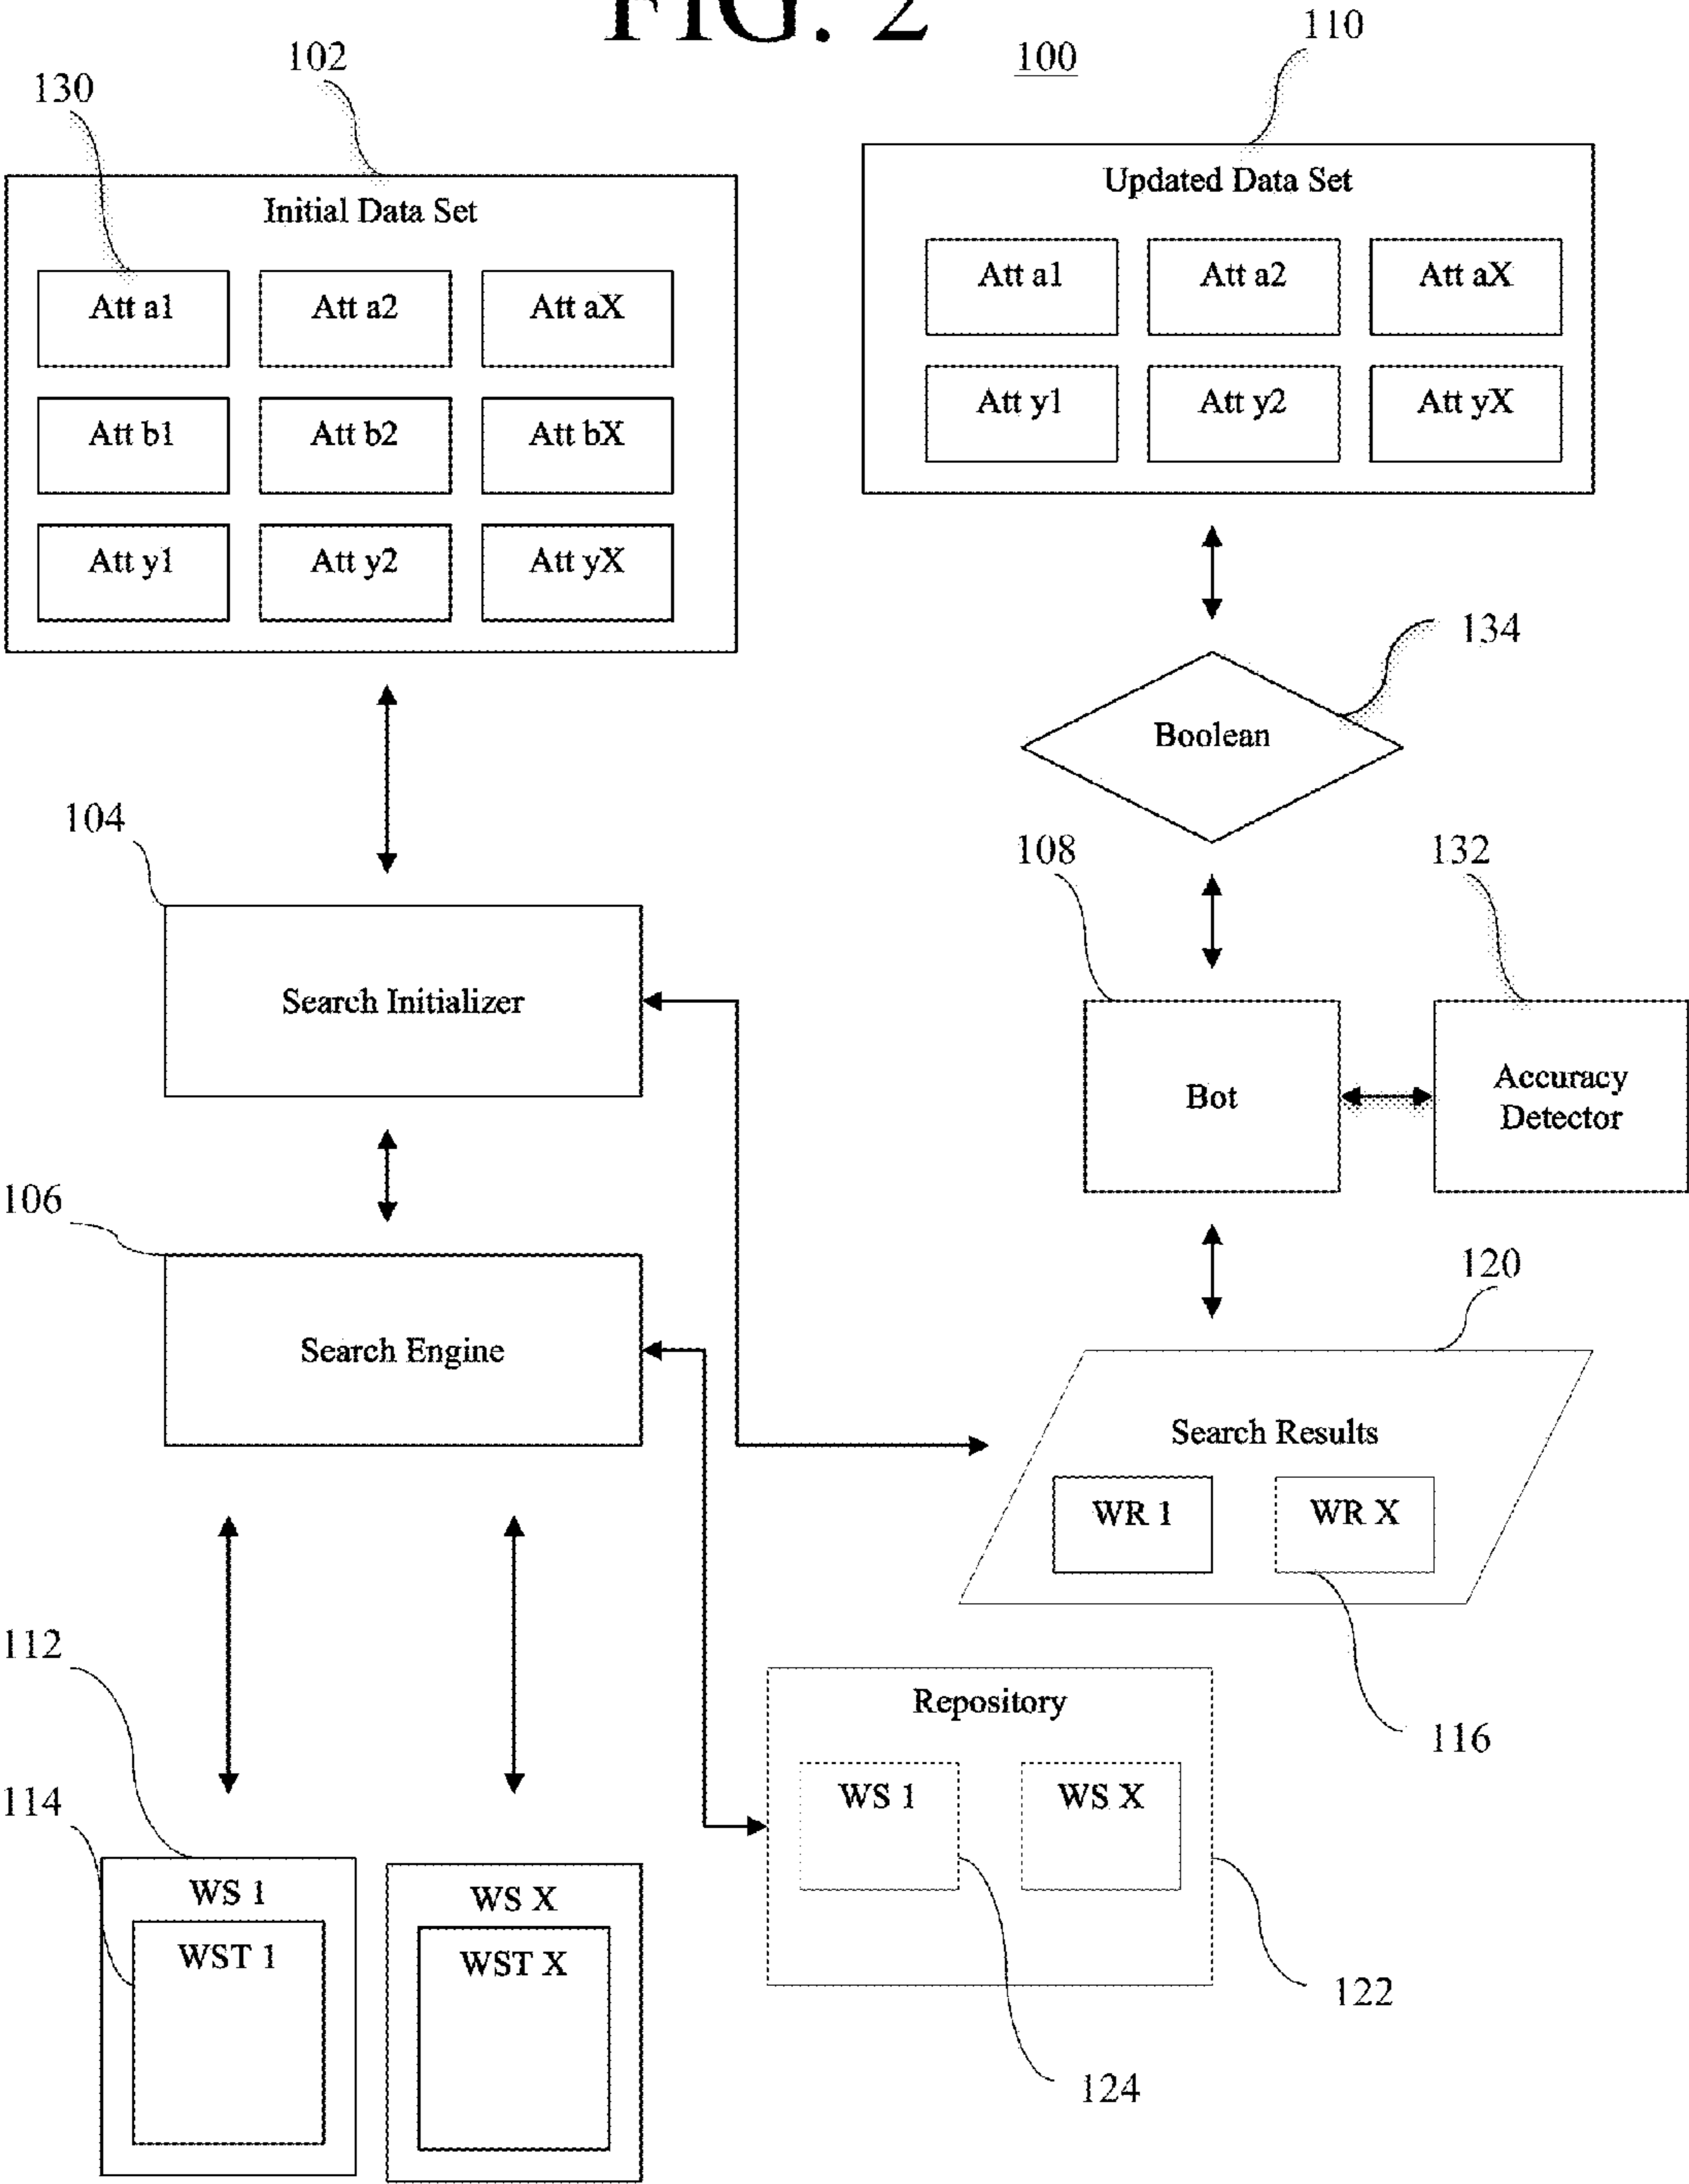 FIG. 2
100
110
102
130
Initial Data Set
Att a1 Att a2 Att aX
Att b1 Att b2 Att bX
Att y1 Att y2 Att yX
Updated Data Set
Att a1 Att a2 Att aX
Att y1 Att y2 Att yX
134
Boolean
104
108
132
Search Initializer
Bot
Accuracy
Detector
106
120
Search Engine
Search Results
WR 1 WR X
116
112
Repository
WS 1 WS X
114
122
124
WS 1
WST 1
WS X
WST X